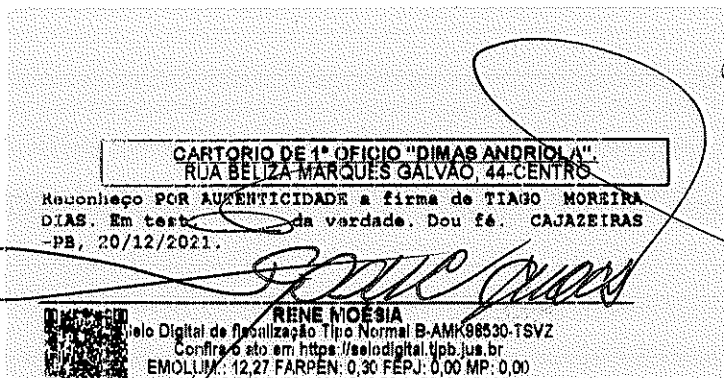 CARTORIO DE 1º OFICIO "DIMAS ANDRIOLA".
RUA BELIZA MARQUES GALVÃO, 44-CENTRO
Reconheço POR AUTENTICIDADE a firma de TIAGO MOREIRA
DIAS. Em test. da verdade. Dou fé. CAJAZEIRAS
-PB, 20/12/2021.
RENE MOESIA
Selo Digital de fiscalização Tipo Normal B-AMK98530-TSVZ
Confira o ato em https://selodigital.tjpb.jus.br
EMOLUM.: 12,27 FARPEN: 0,30 FEPJ: 0,00 MP: 0,00